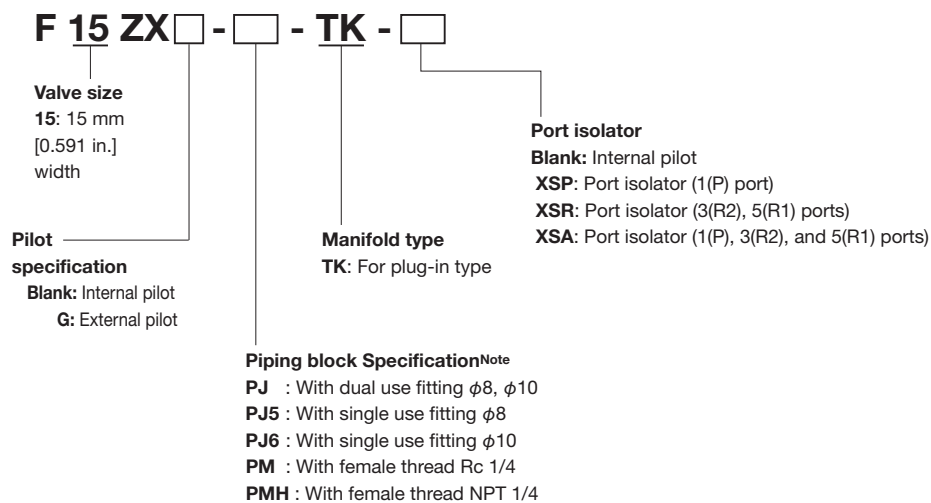 F 15 ZX□ - □ - TK - □
Valve size
15: 15 mm
[0.591 in.]
width
Pilot
specification
Blank: Internal pilot
G: External pilot
Manifold type
TK: For plug-in type
Port isolator
Blank: Internal pilot
XSP: Port isolator (1(P) port)
XSR: Port isolator (3(R2), 5(R1) ports)
XSA: Port isolator (1(P), 3(R2), and 5(R1) ports)
Piping block Specification Note
PJ : With dual use fitting φ8, φ10
PJ5 : With single use fitting φ8
PJ6 : With single use fitting φ10
PM : With female thread Rc 1/4
PMH : With female thread NPT 1/4